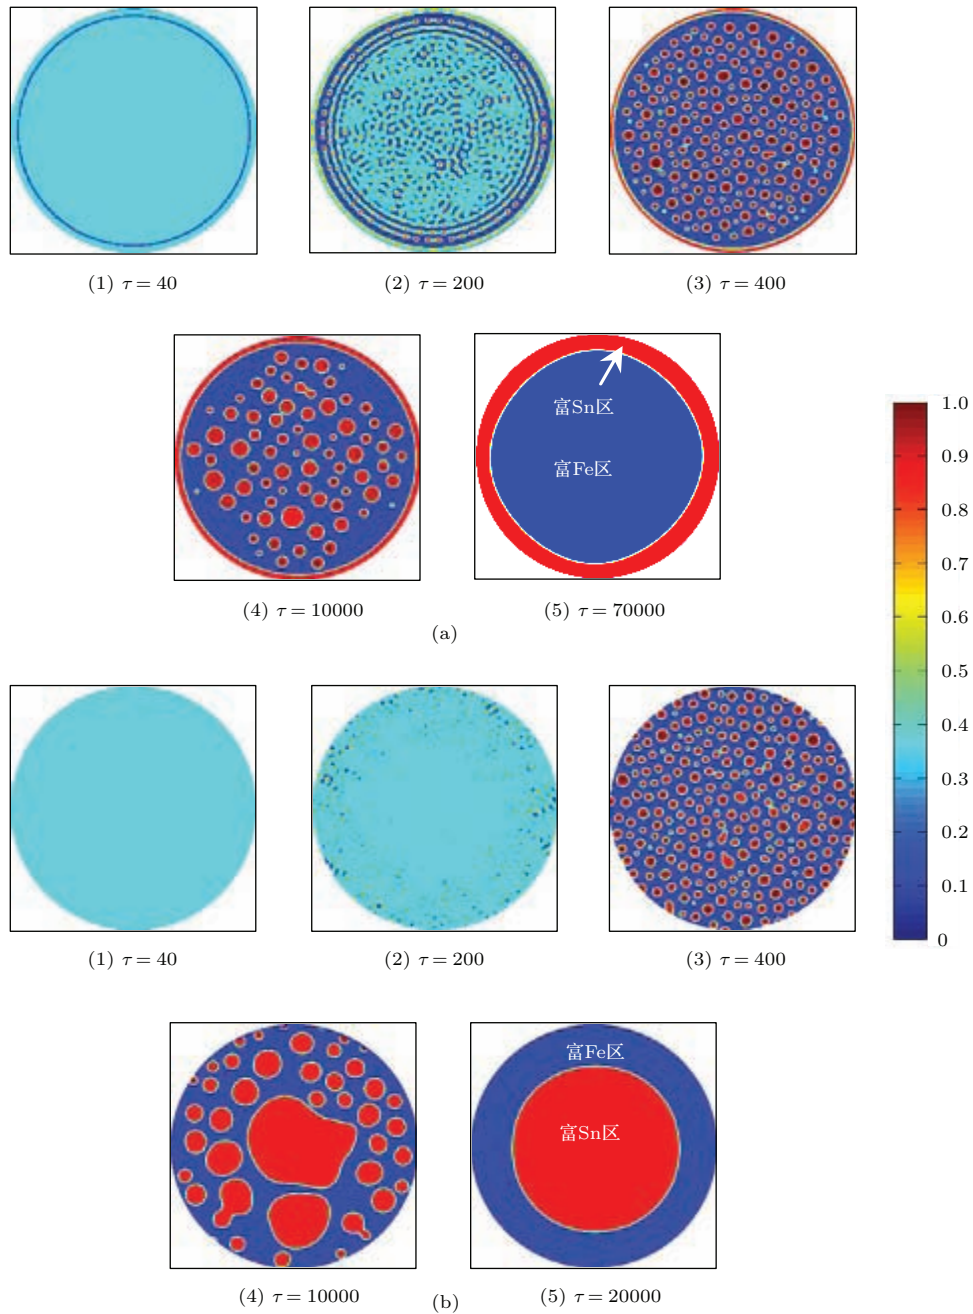 (1) τ = 40
(2) τ = 200
(3) τ = 400
富Sn区
富Fe区
(4) τ = 10000
(5) τ = 70000
(a)
1.0
0.9
0.8
0.7
0.6
0.5
0.4
0.3
0.2
0.1
0
(1) τ = 40
(2) τ = 200
(3) τ = 400
富Fe区
富Sn区
(4) τ = 10000
(5) τ = 20000
(b)